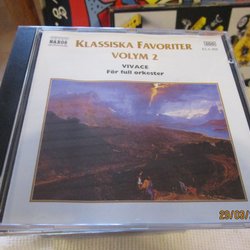 NAXOS
KLASSISKA FAVORITER
VOLYM 2
VIVACE
För full orkester